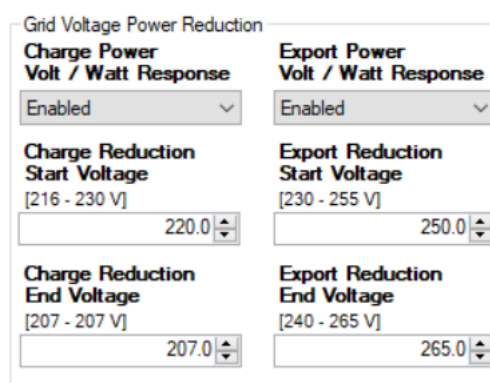 Grid Voltage Power Reduction
Charge Power
Volt / Watt Response
Enabled
Charge Reduction
Start Voltage
[216 - 230 V]
220.0
Charge Reduction
End Voltage
[207 - 207 V]
207.0
Export Power
Volt / Watt Response
Enabled
Export Reduction
Start Voltage
[230 - 255 V]
250.0
Export Reduction
End Voltage
[240 - 265 V]
265.0